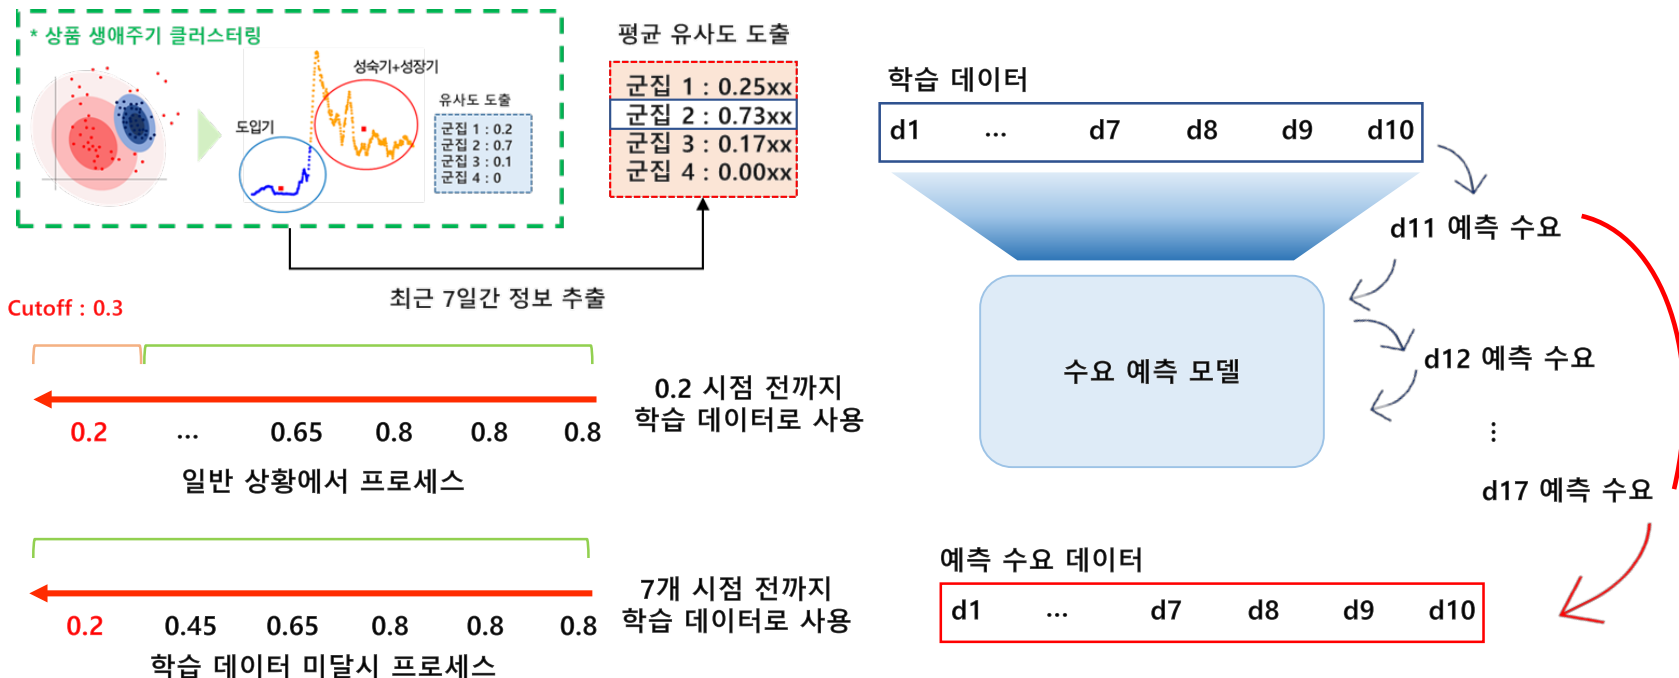 * 상품 생애주기 클러스터링
성숙기+성장기
도입기
유사도 도출
군집 1 : 0.2
군집 2 : 0.7
군집 3 : 0.1
군집 4 : 0
평균 유사도 도출
군집 1 : 0.25xx
군집 2 : 0.73xx
군집 3 : 0.17xx
군집 4 : 0.00xx
최근 7일간 정보 추출
Cutoff : 0.3
0.2 ... 0.65 0.8 0.8 0.8
일반 상황에서 프로세스
0.2 시점 전까지
학습 데이터로 사용
0.2 0.45 0.65 0.8 0.8 0.8
학습 데이터 미달시 프로세스
7개 시점 전까지
학습 데이터로 사용
학습 데이터
d1 ... d7 d8 d9 d10
d11 예측 수요
수요 예측 모델
d12 예측 수요
⋮
d17 예측 수요
예측 수요 데이터
d1 ... d7 d8 d9 d10